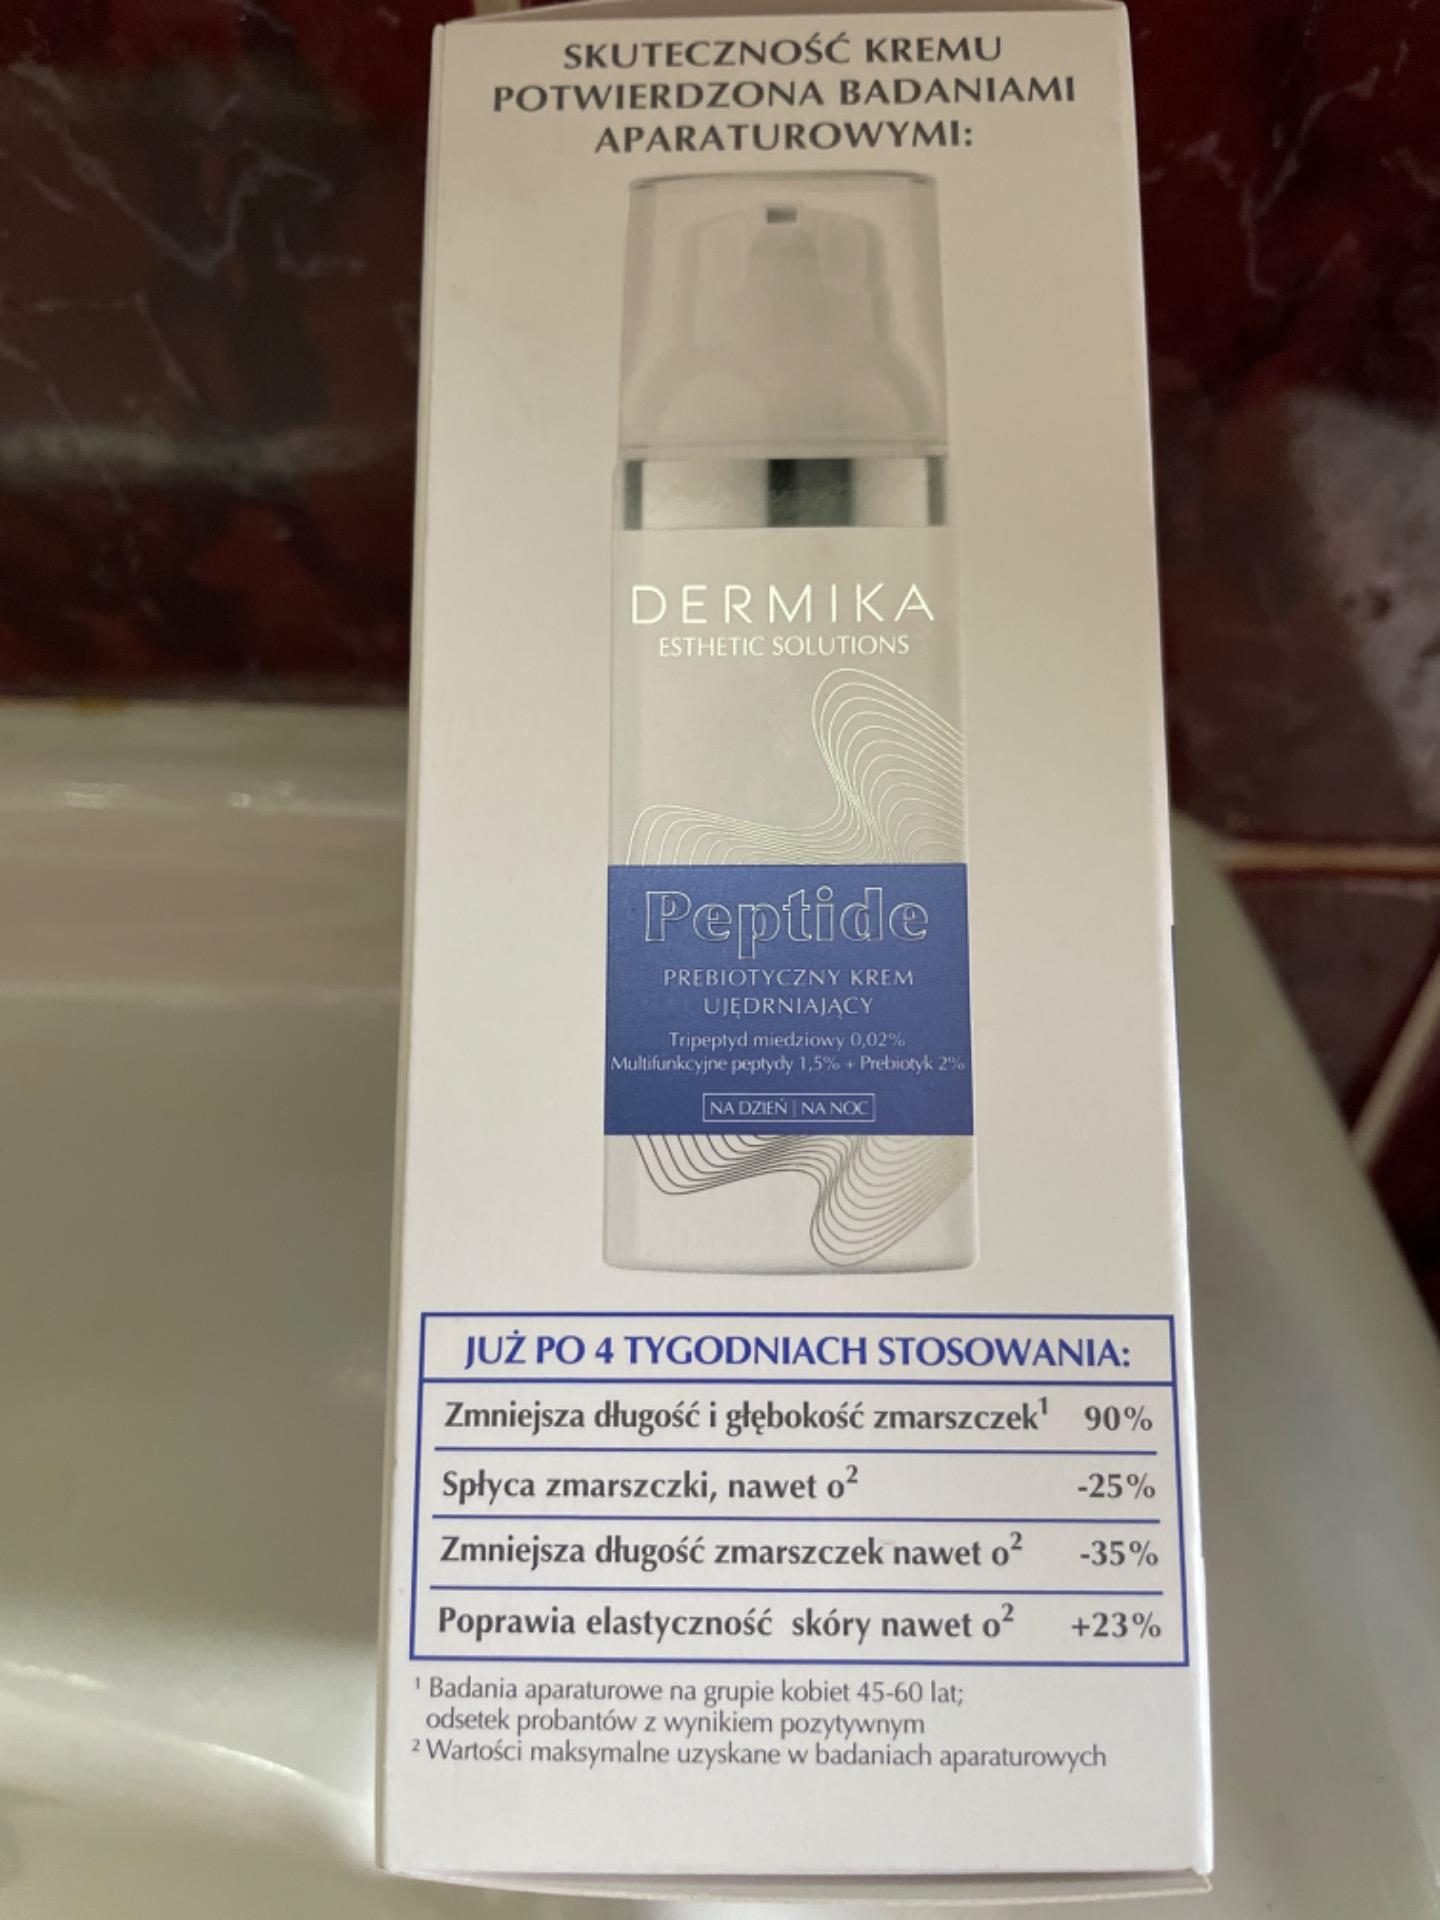 SKUTECZNOŚĆ KREMU
POTWIERDZONA BADANIAMI
APARATUROWYMI:
DERMIKA
ESTHETIC SOLUTIONS
Peptide
PREBIOTYCZNY KREM
UJĘDRNIAJĄCY
Tripeptyd miedziowy 0,02%
Multifunkcyjne peptydy 1,5% + Prebiotyk 2%
NA DZIEŃ | NA NOC
JUŻ PO 4 TYGODNIACH STOSOWANIA:
Zmniejsza długość i głębokość zmarszczek¹ 90%
Spłyca zmarszczki, nawet o² -25%
Zmniejsza długość zmarszczek nawet o² -35%
Poprawia elastyczność skóry nawet o² +23%
¹ Badania aparaturowe na grupie kobiet 45-60 lat;
odsetek probantów z wynikiem pozytywnym
² Wartości maksymalne uzyskane w badaniach aparaturowych